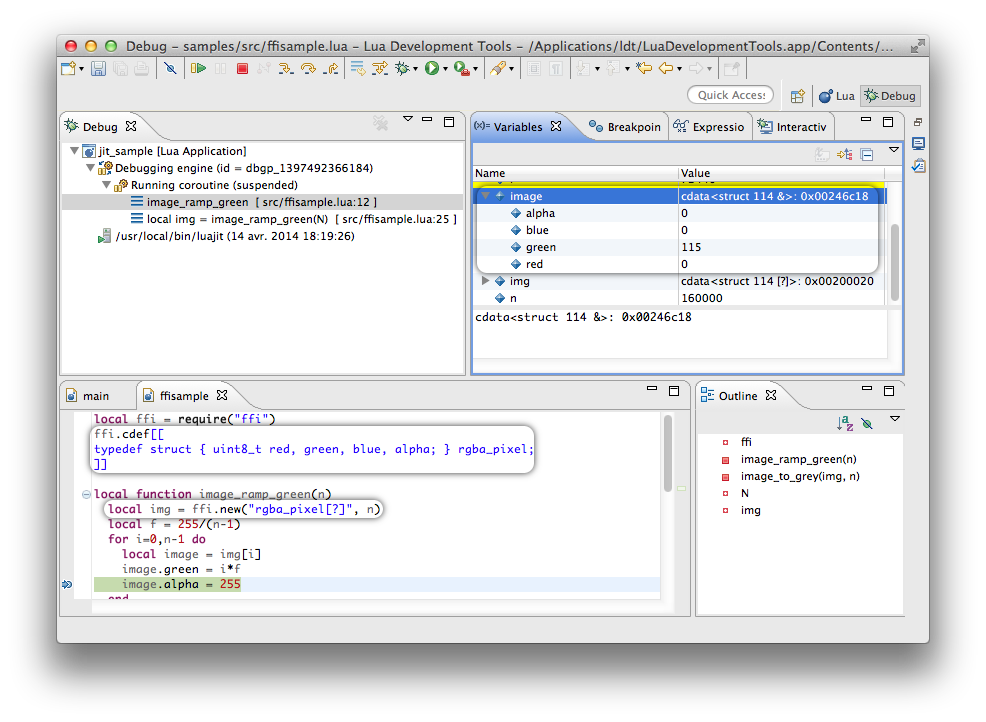 Debug – samples/src/ffisample.lua – Lua Development Tools – /Applications/ldt/LuaDevelopmentTools.app/Contents/…
Quick Access
Lua
Debug
Debug
jit_sample [Lua Application]
Debugging engine (id = dbgp_1397492366184)
Running coroutine (suspended)
image_ramp_green [ src/ffisample.lua:12 ]
local img = image_ramp_green(N) [ src/ffisample.lua:25 ]
/usr/local/bin/luajit (14 avr. 2014 18:19:26)
(x)= Variables
Breakpoin
Expressio
Interactiv
Name Value
image cdata<struct 114 &>: 0x00246c18
alpha 0
blue 0
green 115
red 0
img cdata<struct 114 [?]>: 0x00200020
n 160000
cdata<struct 114 &>: 0x00246c18
main
ffisample
local ffi = require("ffi")
ffi.cdef[[
typedef struct { uint8_t red, green, blue, alpha; } rgba_pixel;
]]
local function image_ramp_green(n)
local img = ffi.new("rgba_pixel[?]", n)
local f = 255/(n-1)
for i=0,n-1 do
local image = img[i]
image.green = i*f
image.alpha = 255
end
Outline
ffi
image_ramp_green(n)
image_to_grey(img, n)
N
img